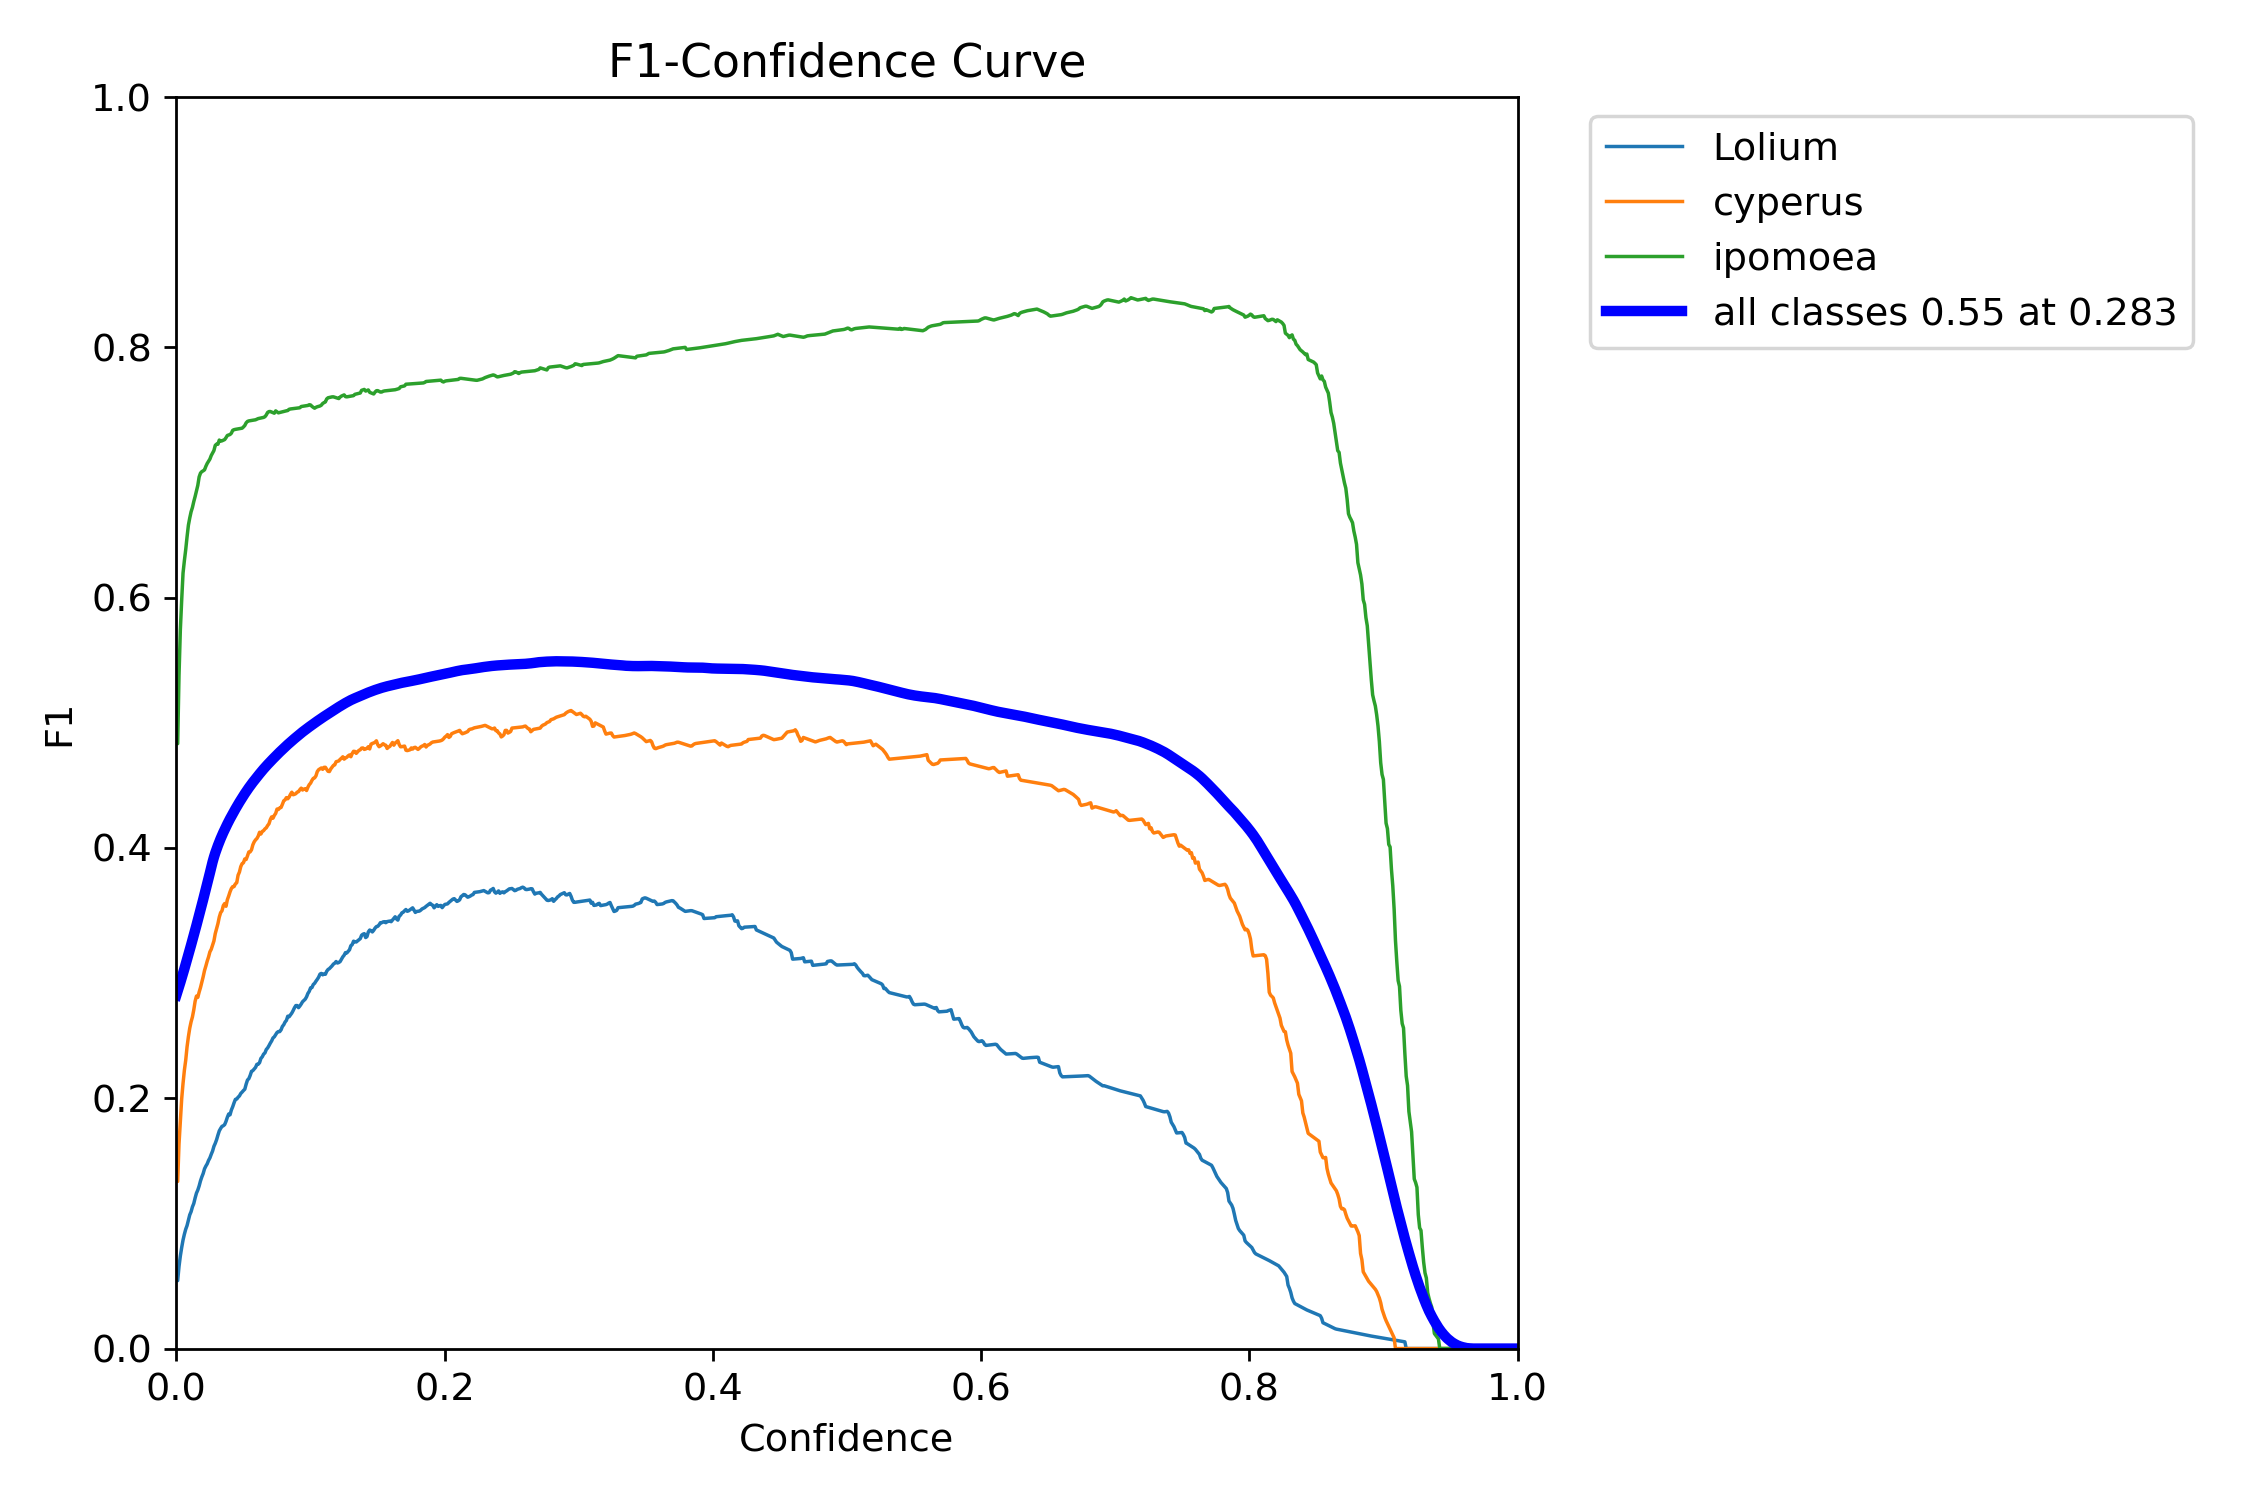 F1-Confidence Curve
1.0
0.8
0.6
0.4
0.2
0.0
F1
0.0 0.2 0.4 0.6 0.8 1.0
Confidence
Lolium
cyperus
ipomoea
all classes 0.55 at 0.283